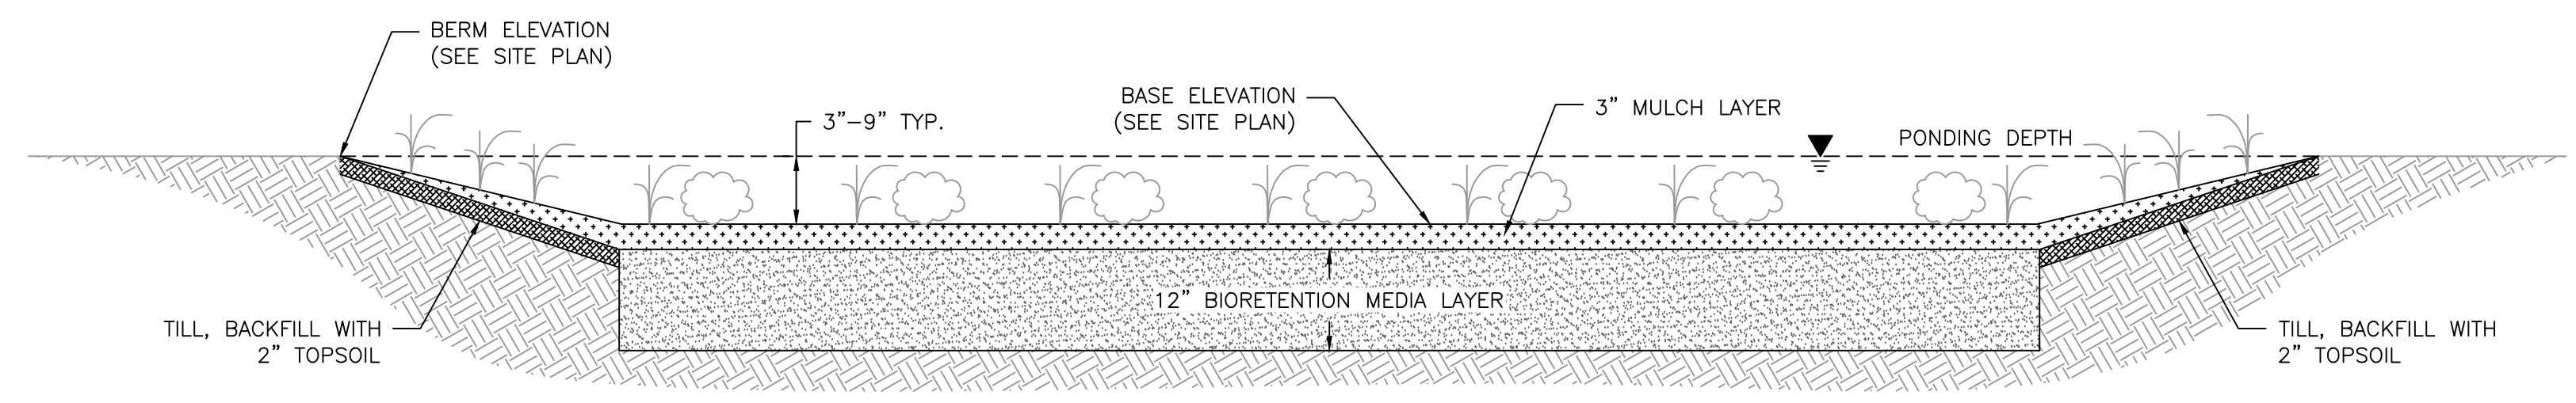 BERM ELEVATION
(SEE SITE PLAN)
3”–9” TYP.
BASE ELEVATION
(SEE SITE PLAN)
3” MULCH LAYER
PONDING DEPTH
12” BIORETENTION MEDIA LAYER
TILL, BACKFILL WITH
2” TOPSOIL
TILL, BACKFILL WITH
2” TOPSOIL